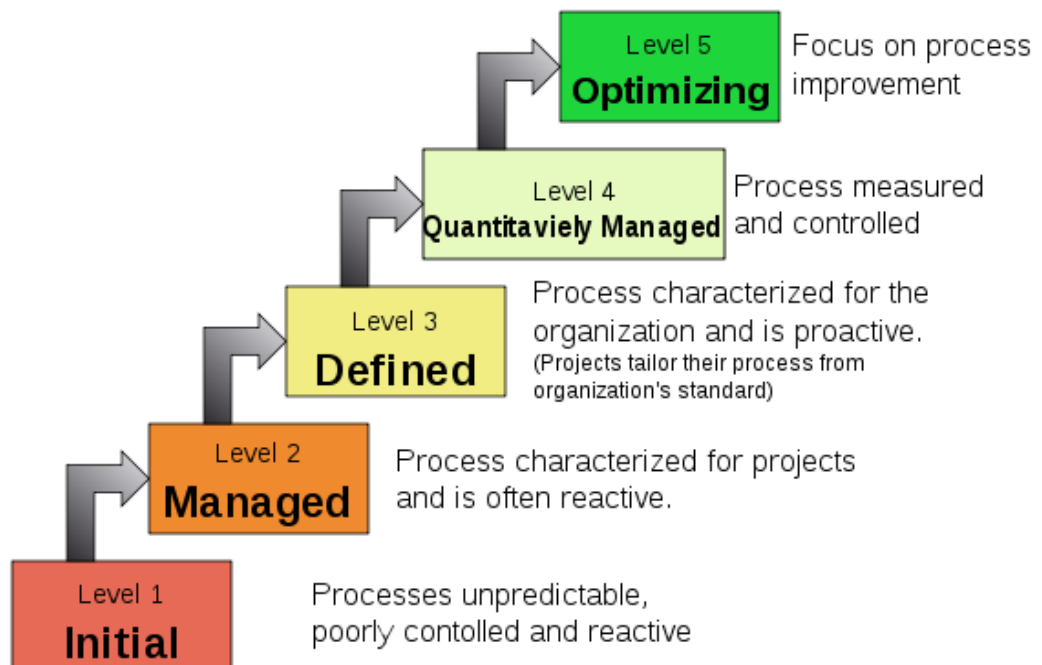 Level 5
Optimizing
Focus on process
improvement
Level 4
Quantitaviely Managed
Process measured
and controlled
Level 3
Defined
Process characterized for the
organization and is proactive.
(Projects tailor their process from
organization's standard)
Level 2
Managed
Process characterized for projects
and is often reactive.
Level 1
Initial
Processes unpredictable,
poorly contolled and reactive